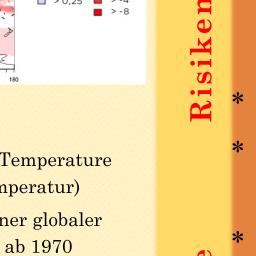 > 0,25
> -4
> -8
180
Temperature
mperatur)
ner globaler
ab 1970
Risiken
*
*
*
e